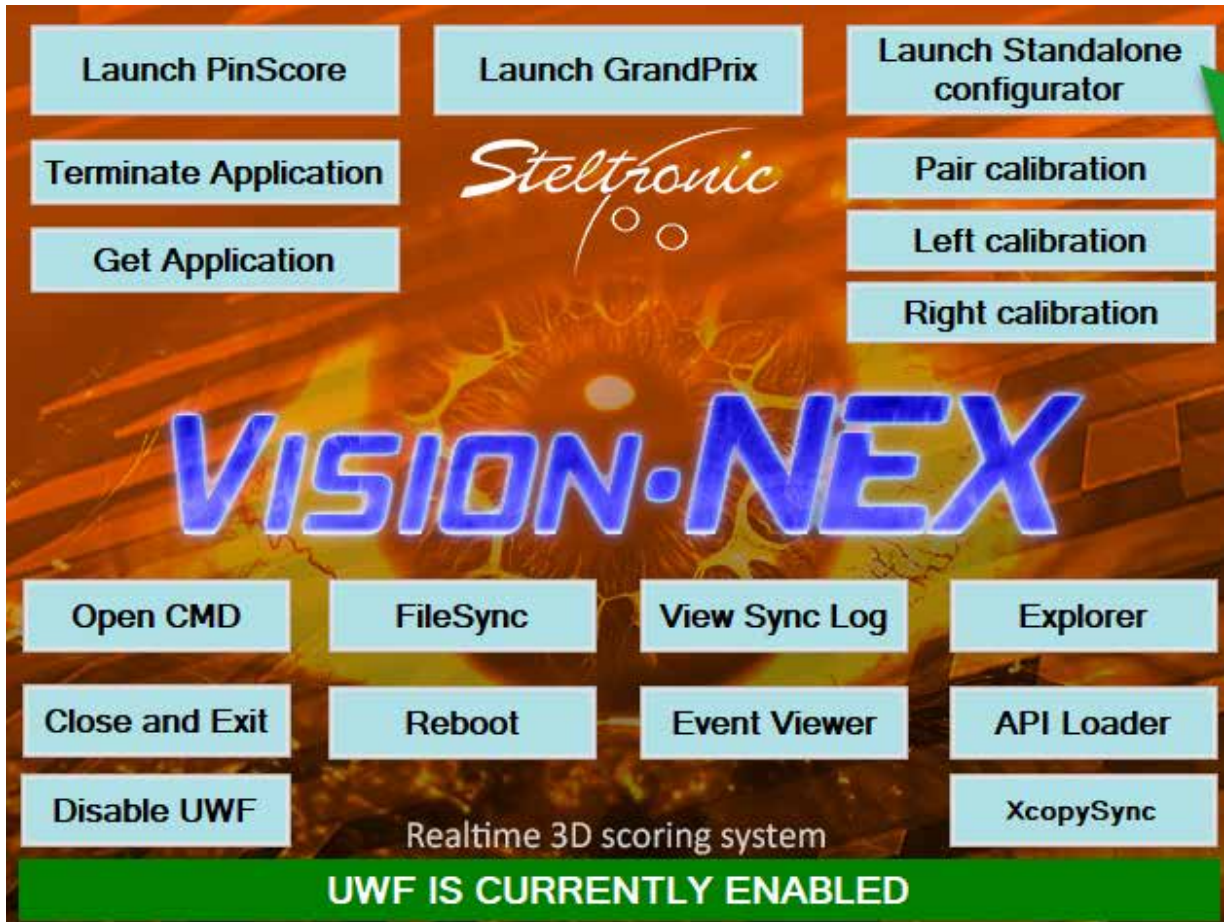 Launch PinScore
Launch GrandPrix
Launch Standalone
configurator
Terminate Application
Steltronic
Pair calibration
Get Application
Left calibration
Right calibration
VISION•NEX
Open CMD
FileSync
View Sync Log
Explorer
Close and Exit
Reboot
Event Viewer
API Loader
Disable UWF
XcopySync
Realtime 3D scoring system
UWF IS CURRENTLY ENABLED